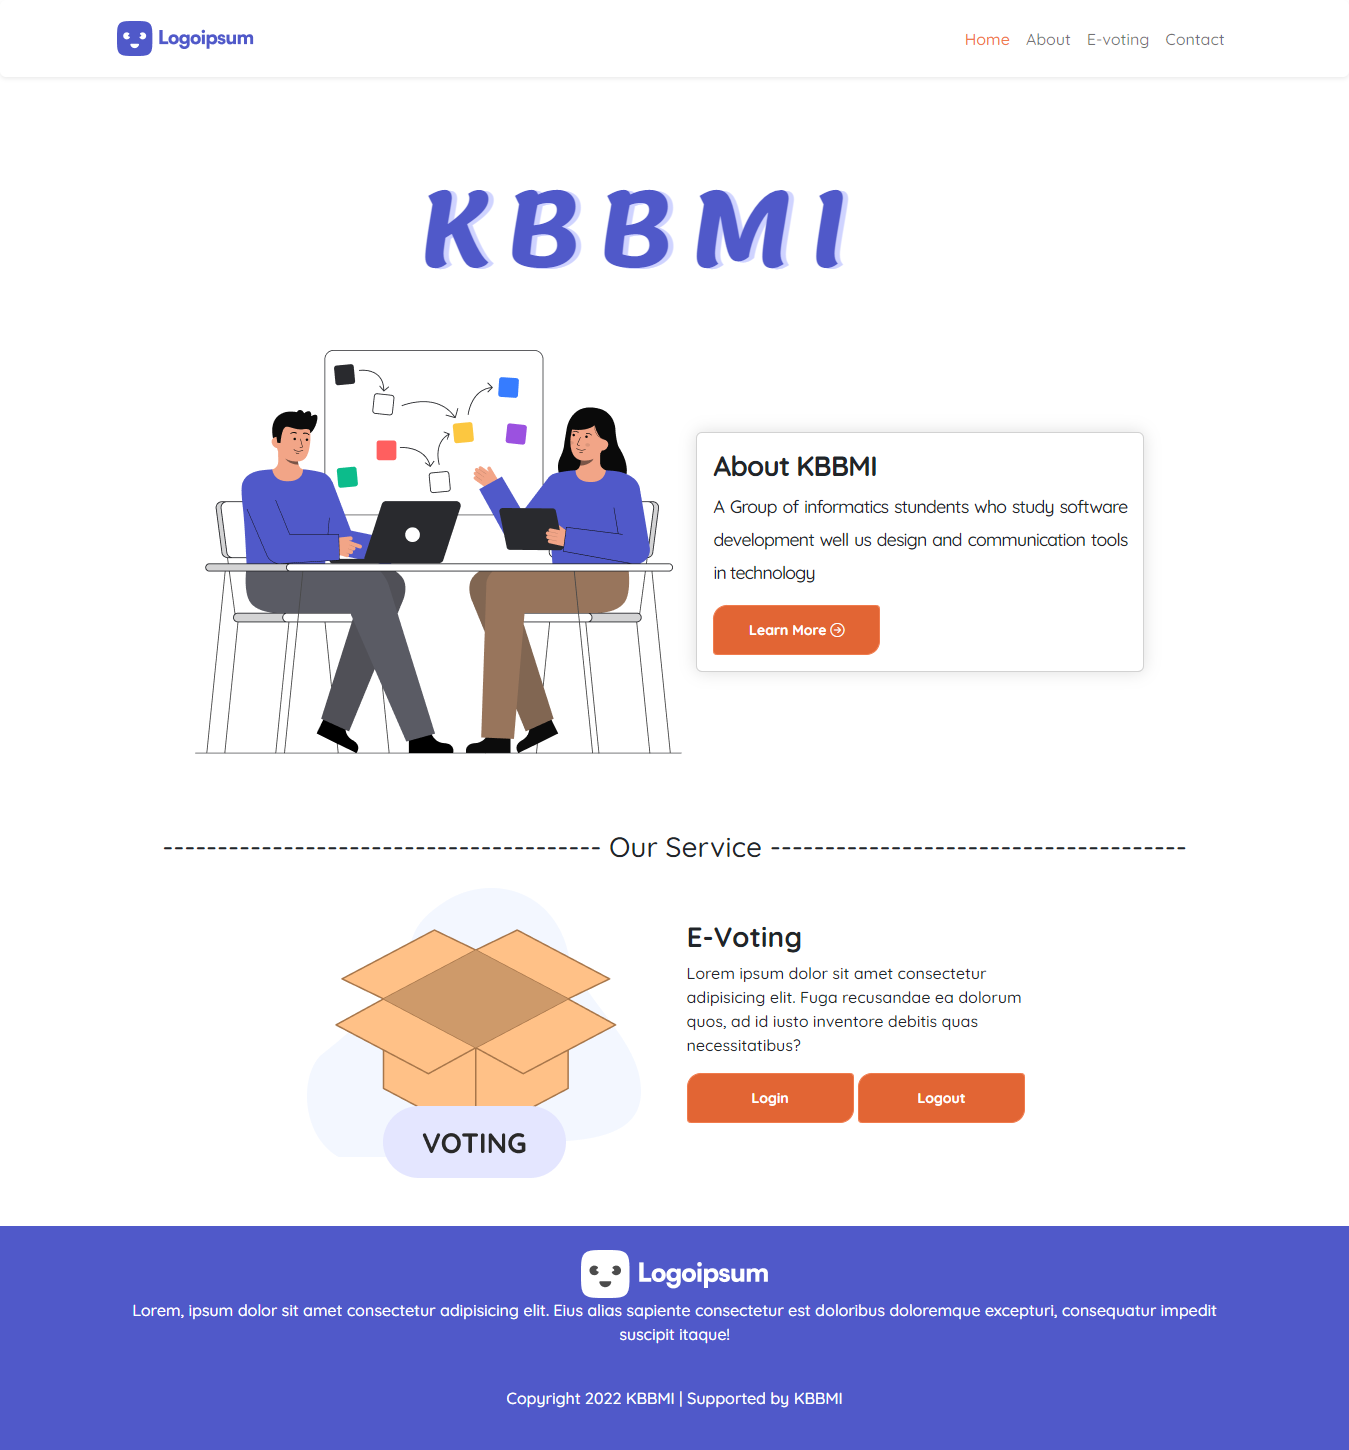 Logoipsum
Home About E-voting Contact
KBBMI
About KBBMI
A Group of informatics stundents who study software
development well us design and communication tools
in technology
Learn More
---------------------------------------- Our Service --------------------------------------
E-Voting
Lorem ipsum dolor sit amet consectetur
adipisicing elit. Fuga recusandae ea dolorum
quos, ad id iusto inventore debitis quas
necessitatibus?
Login Logout
VOTING
Logoipsum
Lorem, ipsum dolor sit amet consectetur adipisicing elit. Eius alias sapiente consectetur est doloribus doloremque excepturi, consequatur impedit
suscipit itaque!
Copyright 2022 KBBMI | Supported by KBBMI